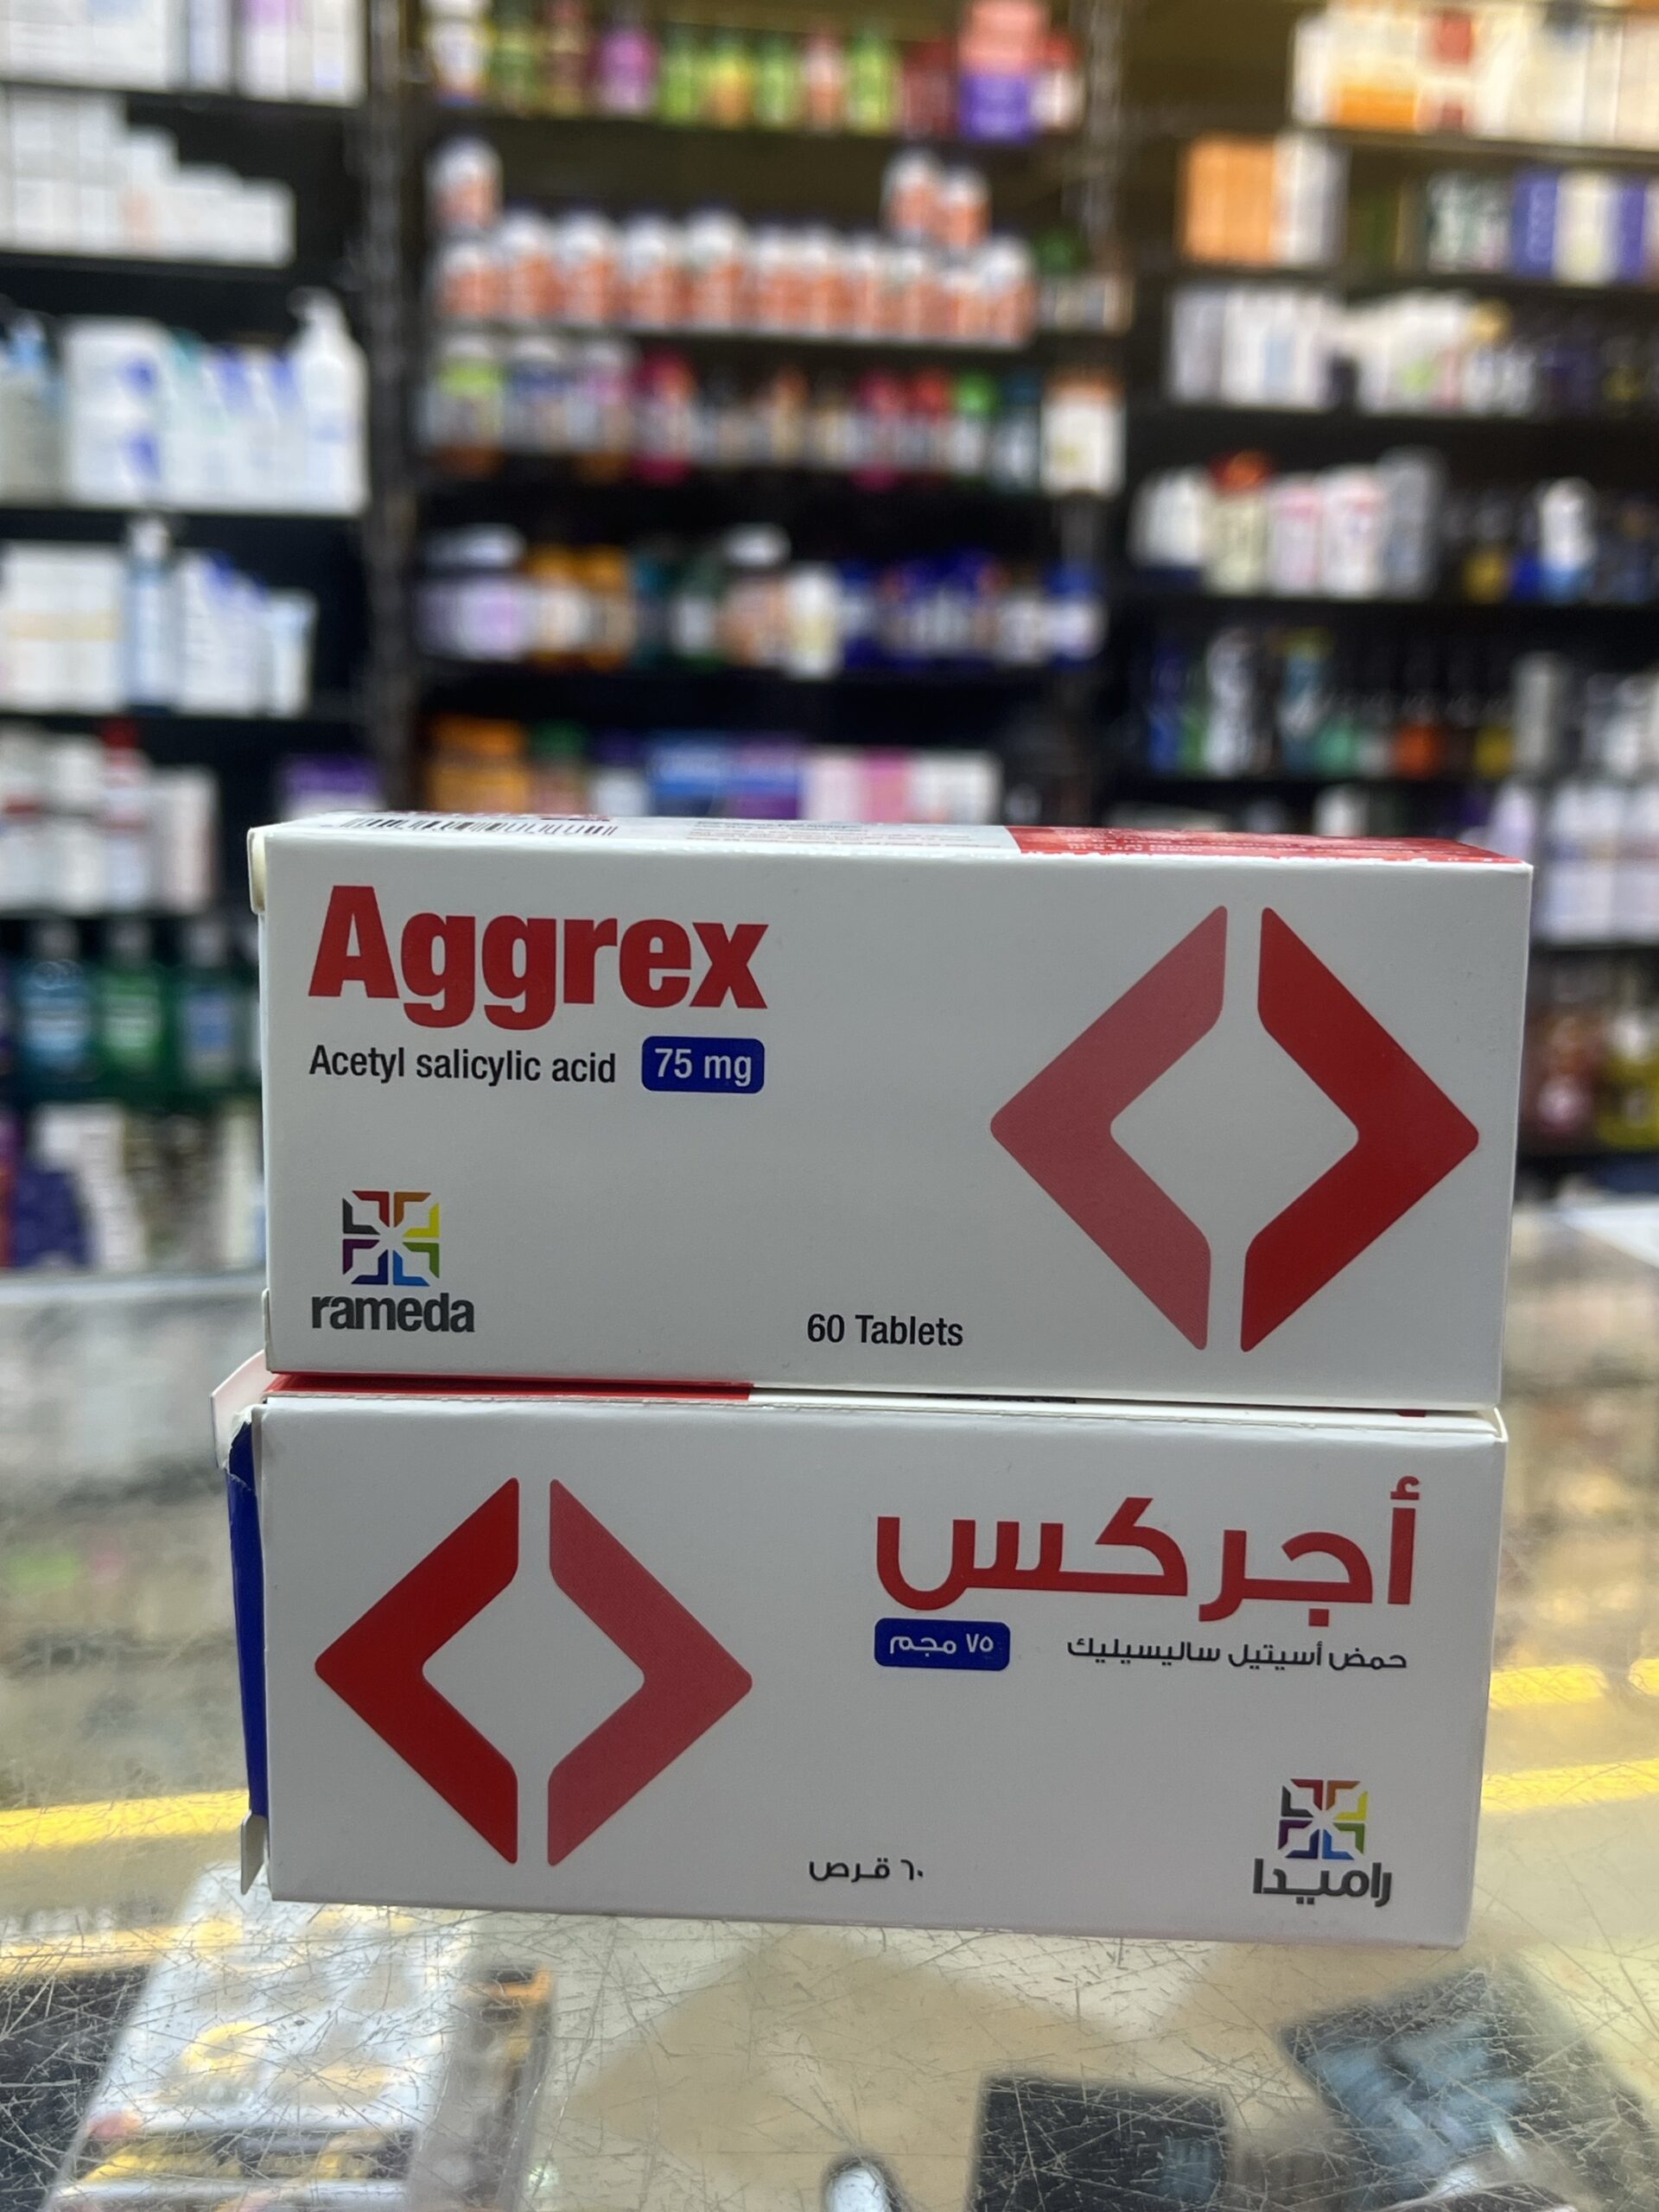 Aggrex
Acetyl salicylic acid 75 mg
rameda
60 Tablets
أجركس
حمض أسيتيل ساليسيليك ٧٥ مجم
راميدا
٦٠ قرص